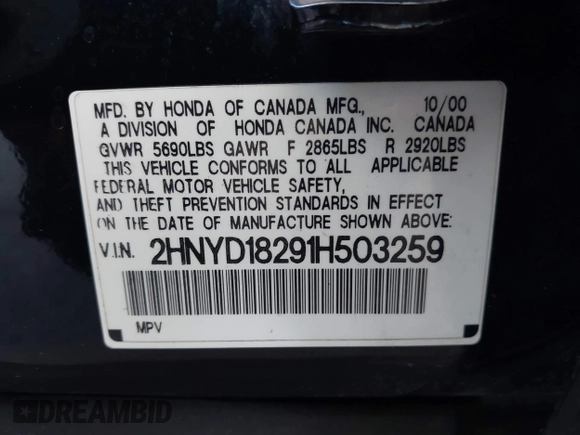 MFD. BY HONDA OF CANADA MFG., 10/00
A DIVISION OF HONDA CANADA INC. CANADA
GVWR 5690LBS GAWR F 2865LBS R 2920LBS
THIS VEHICLE CONFORMS TO ALL APPLICABLE
FEDERAL MOTOR VEHICLE SAFETY,
AND THEFT PREVENTION STANDARDS IN EFFECT
ON THE DATE OF MANUFACTURE SHOWN ABOVE:
V.I.N. 2HNYD18291H503259
MPV
DREAMBID